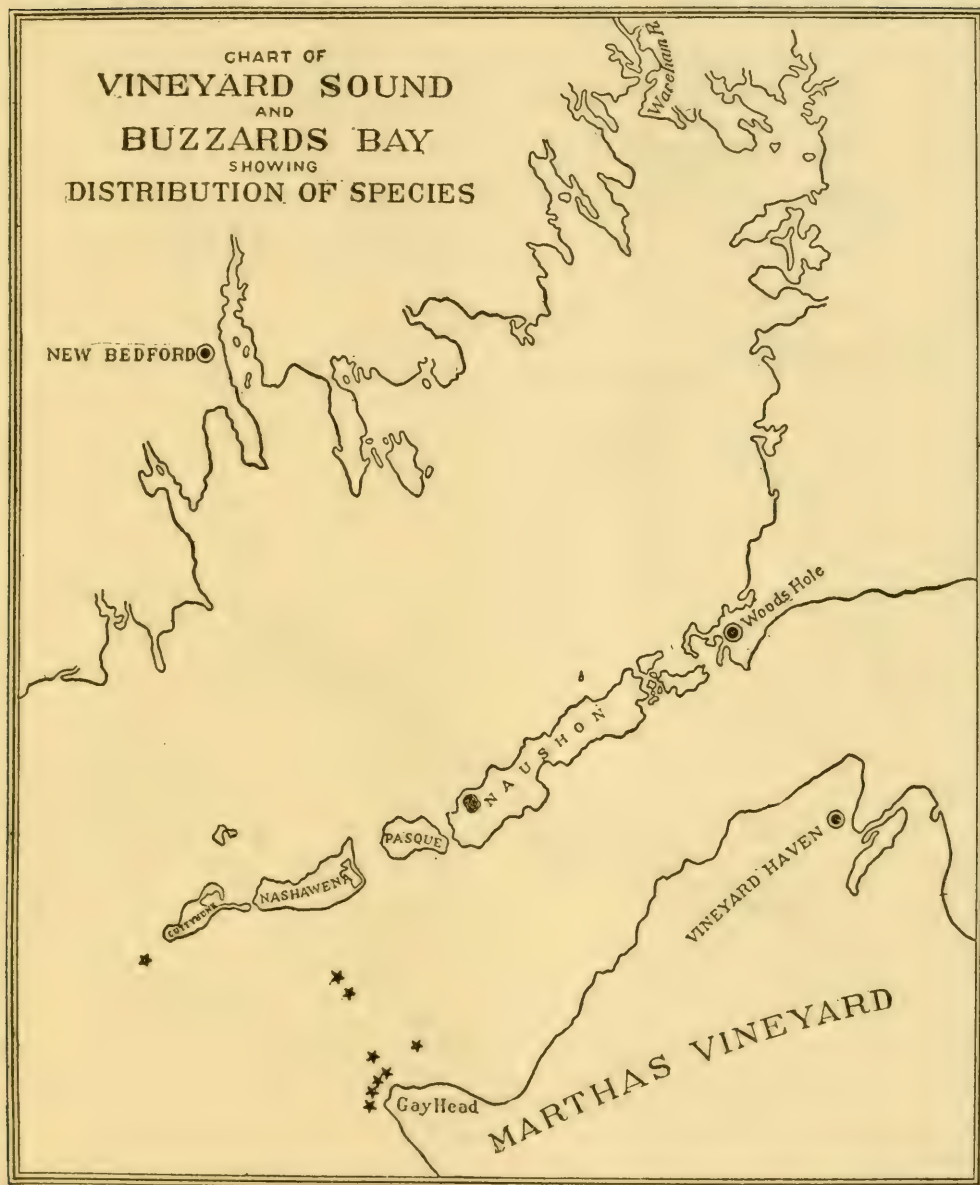 CHART OF
VINEYARD SOUND
AND
BUZZARDS BAY
SHOWING
DISTRIBUTION OF SPECIES
Wareham R.
NEW BEDFORD
Woods Hole
NAUSHON
PASQUE
NASHAWENA
CUTTYHUNK
VINEYARD HAVEN
MARTHAS VINEYARD
Gay Head